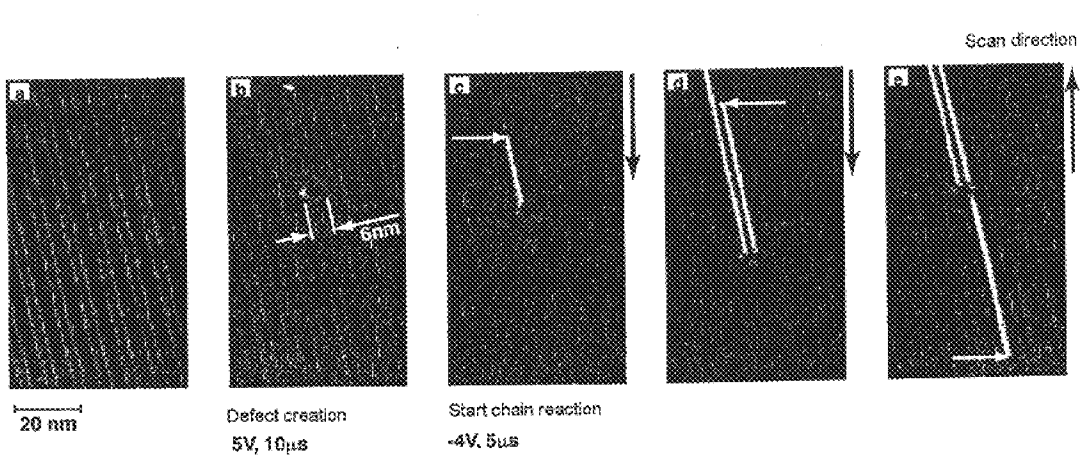 Scan direction
a
b
c
d
e
6nm
20 nm
Defect creation
5V, 10µs
Start chain reaction
-4V, 5µs